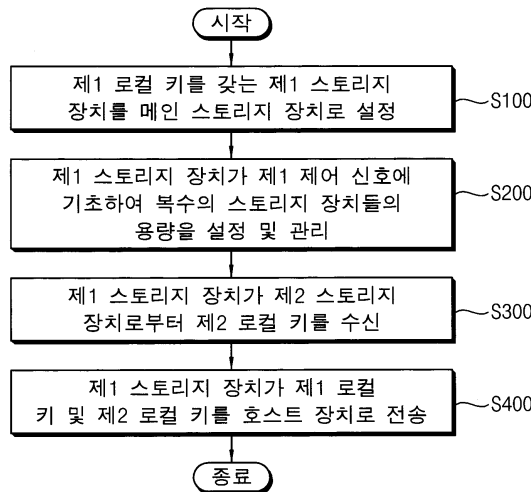 시작
제1 로컬 키를 갖는 제1 스토리지
장치를 메인 스토리지 장치로 설정
S100
제1 스토리지 장치가 제1 제어 신호에
기초하여 복수의 스토리지 장치들의
용량을 설정 및 관리
S200
제1 스토리지 장치가 제2 스토리지
장치로부터 제2 로컬 키를 수신
S300
제1 스토리지 장치가 제1 로컬
키 및 제2 로컬 키를 호스트 장치로 전송
S400
종료